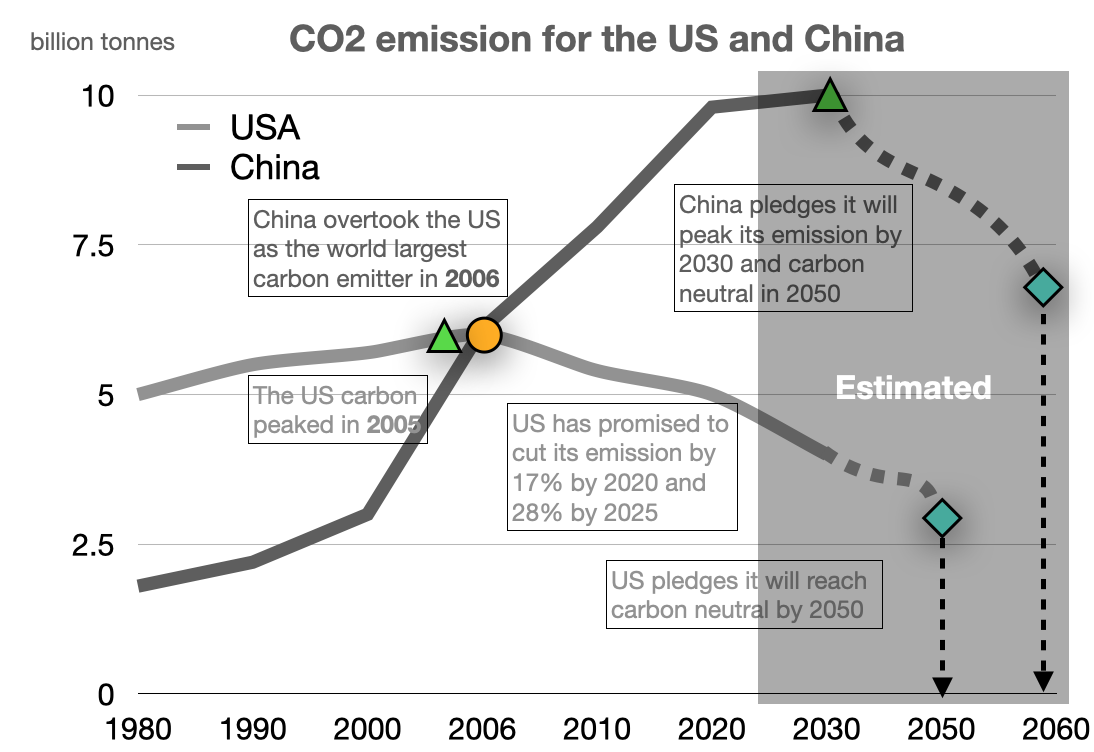 billion tonnes
CO2 emission for the US and China
10
7.5
5
2.5
0
USA
China
China overtook the US
as the world largest
carbon emitter in 2006
China pledges it will
peak its emission by
2030 and carbon
neutral in 2050
The US carbon
peaked in 2005
Estimated
US has promised to
cut its emission by
17% by 2020 and
28% by 2025
US pledges it will reach
carbon neutral by 2050
1980 1990 2000 2006 2010 2020 2030 2050 2060